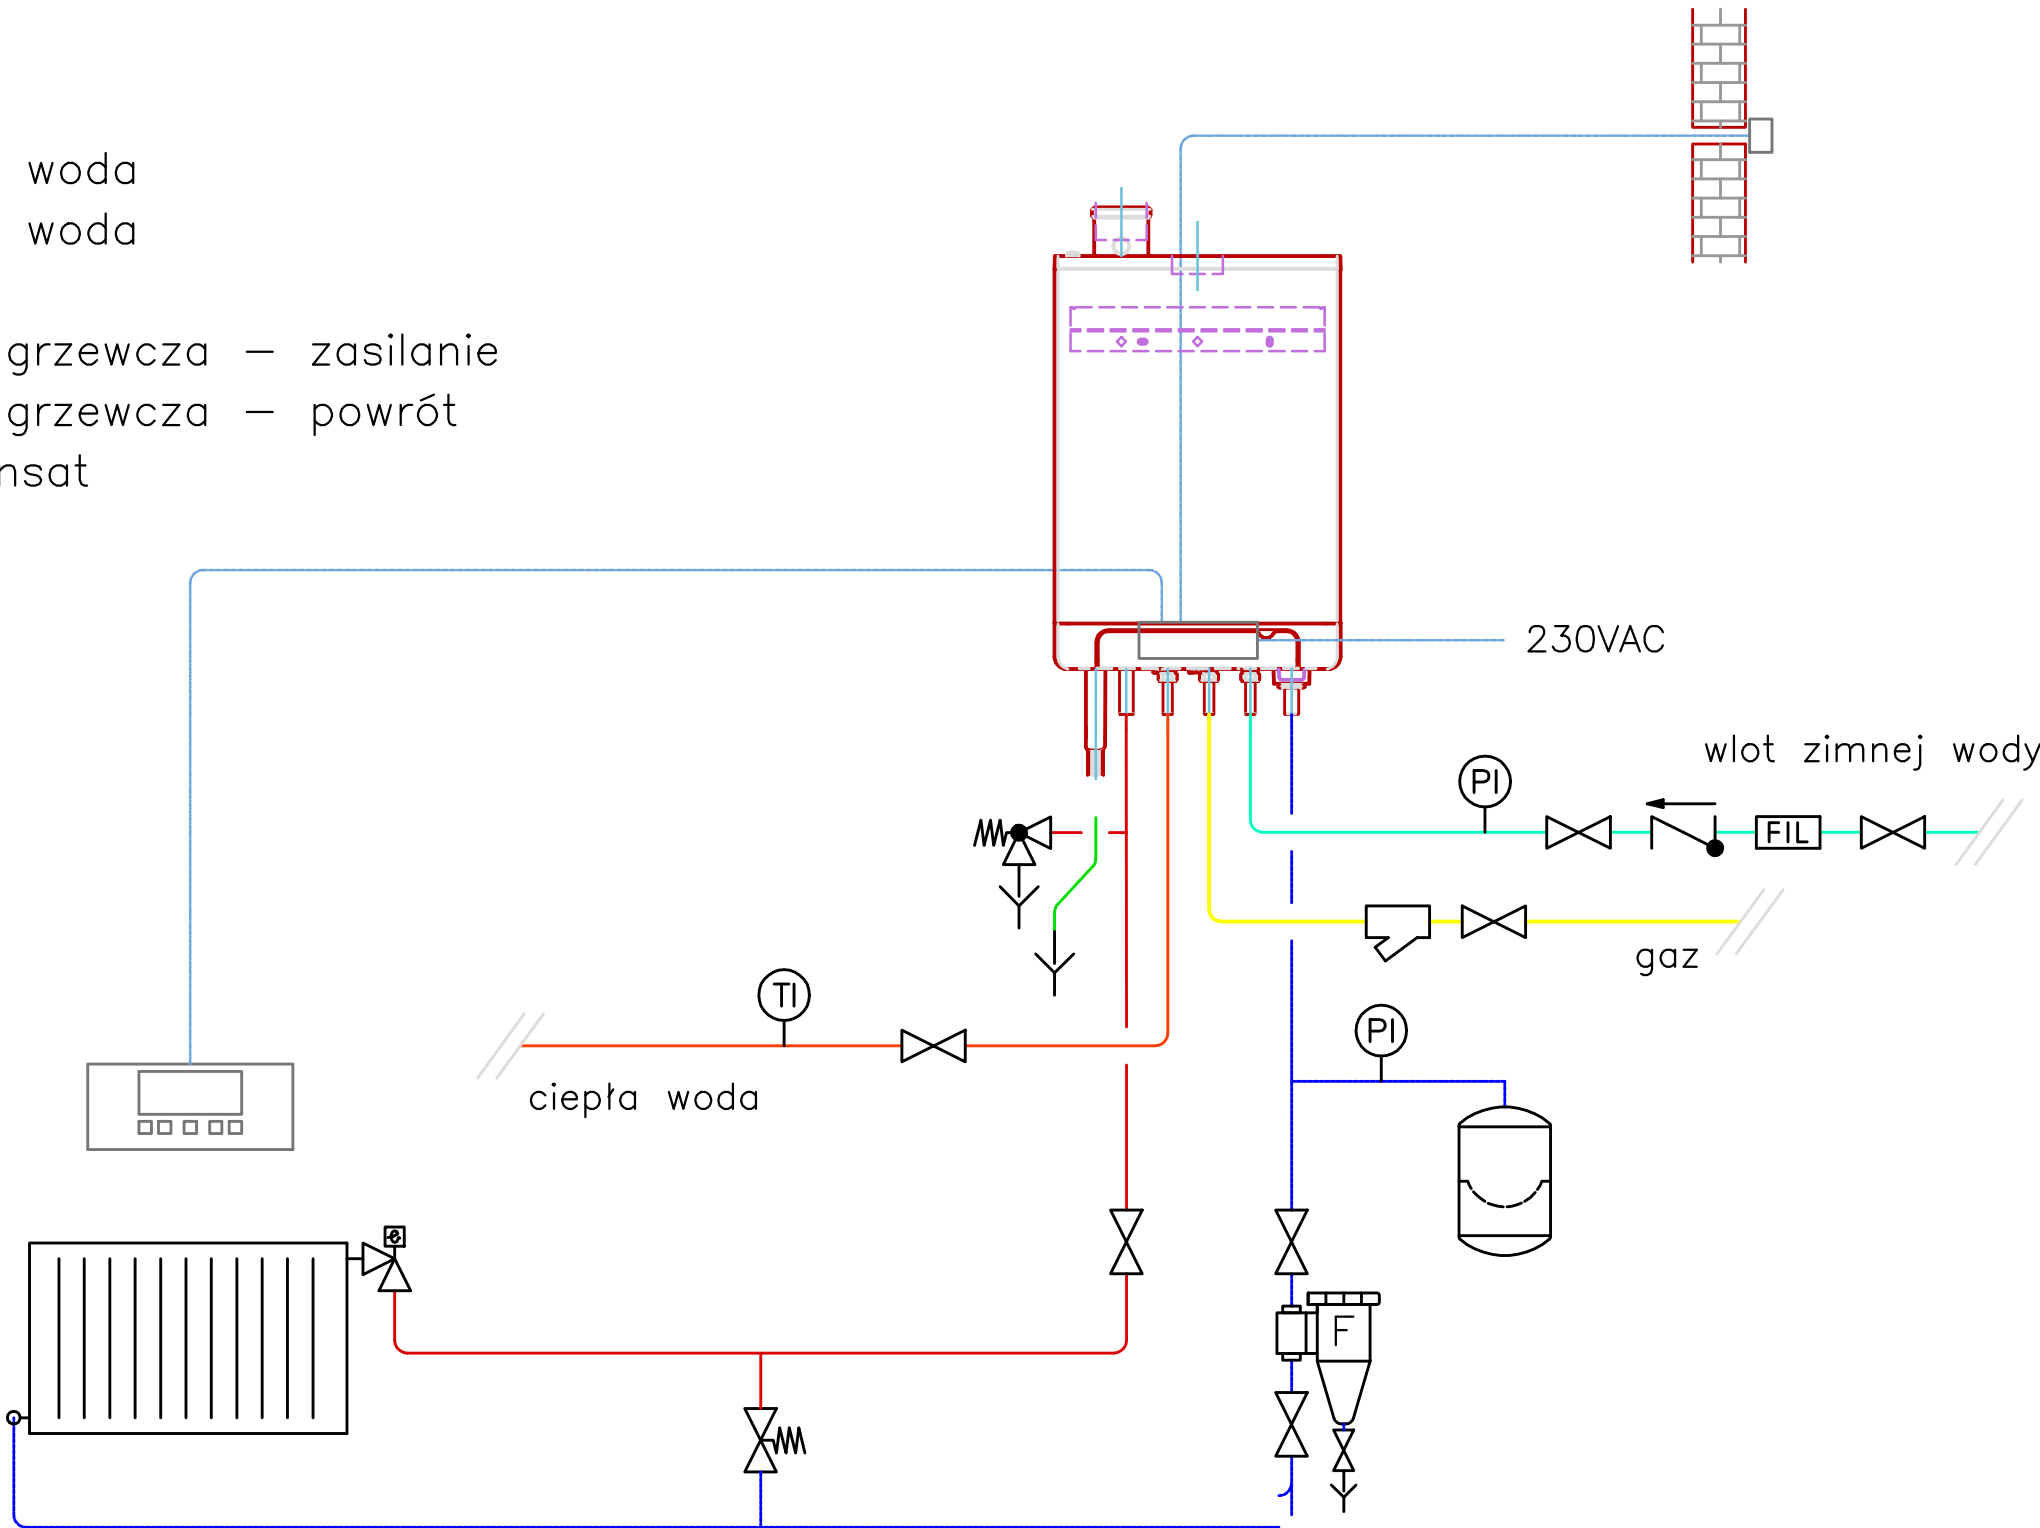 woda
woda
grzewcza — zasilanie
grzewcza — powrót
nsat
230VAC
wlot zimnej wody
PI
FIL
gaz
TI
PI
ciepła woda
e
F